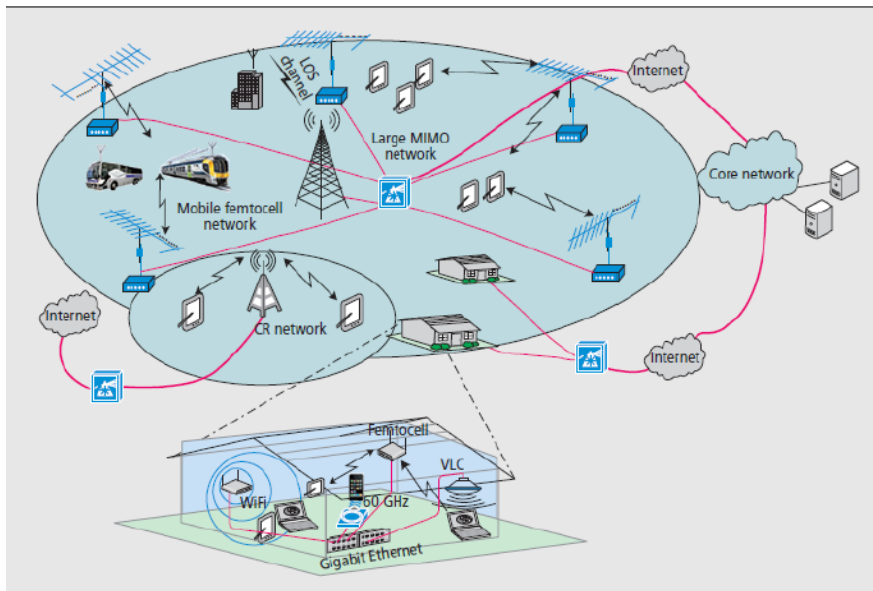 LOS
channel
Internet
Large MIMO
network
Core network
Mobile femtocell
network
Internet
CR network
Internet
Femtocell
VLC
WiFi
60 GHz
Gigabit Ethernet